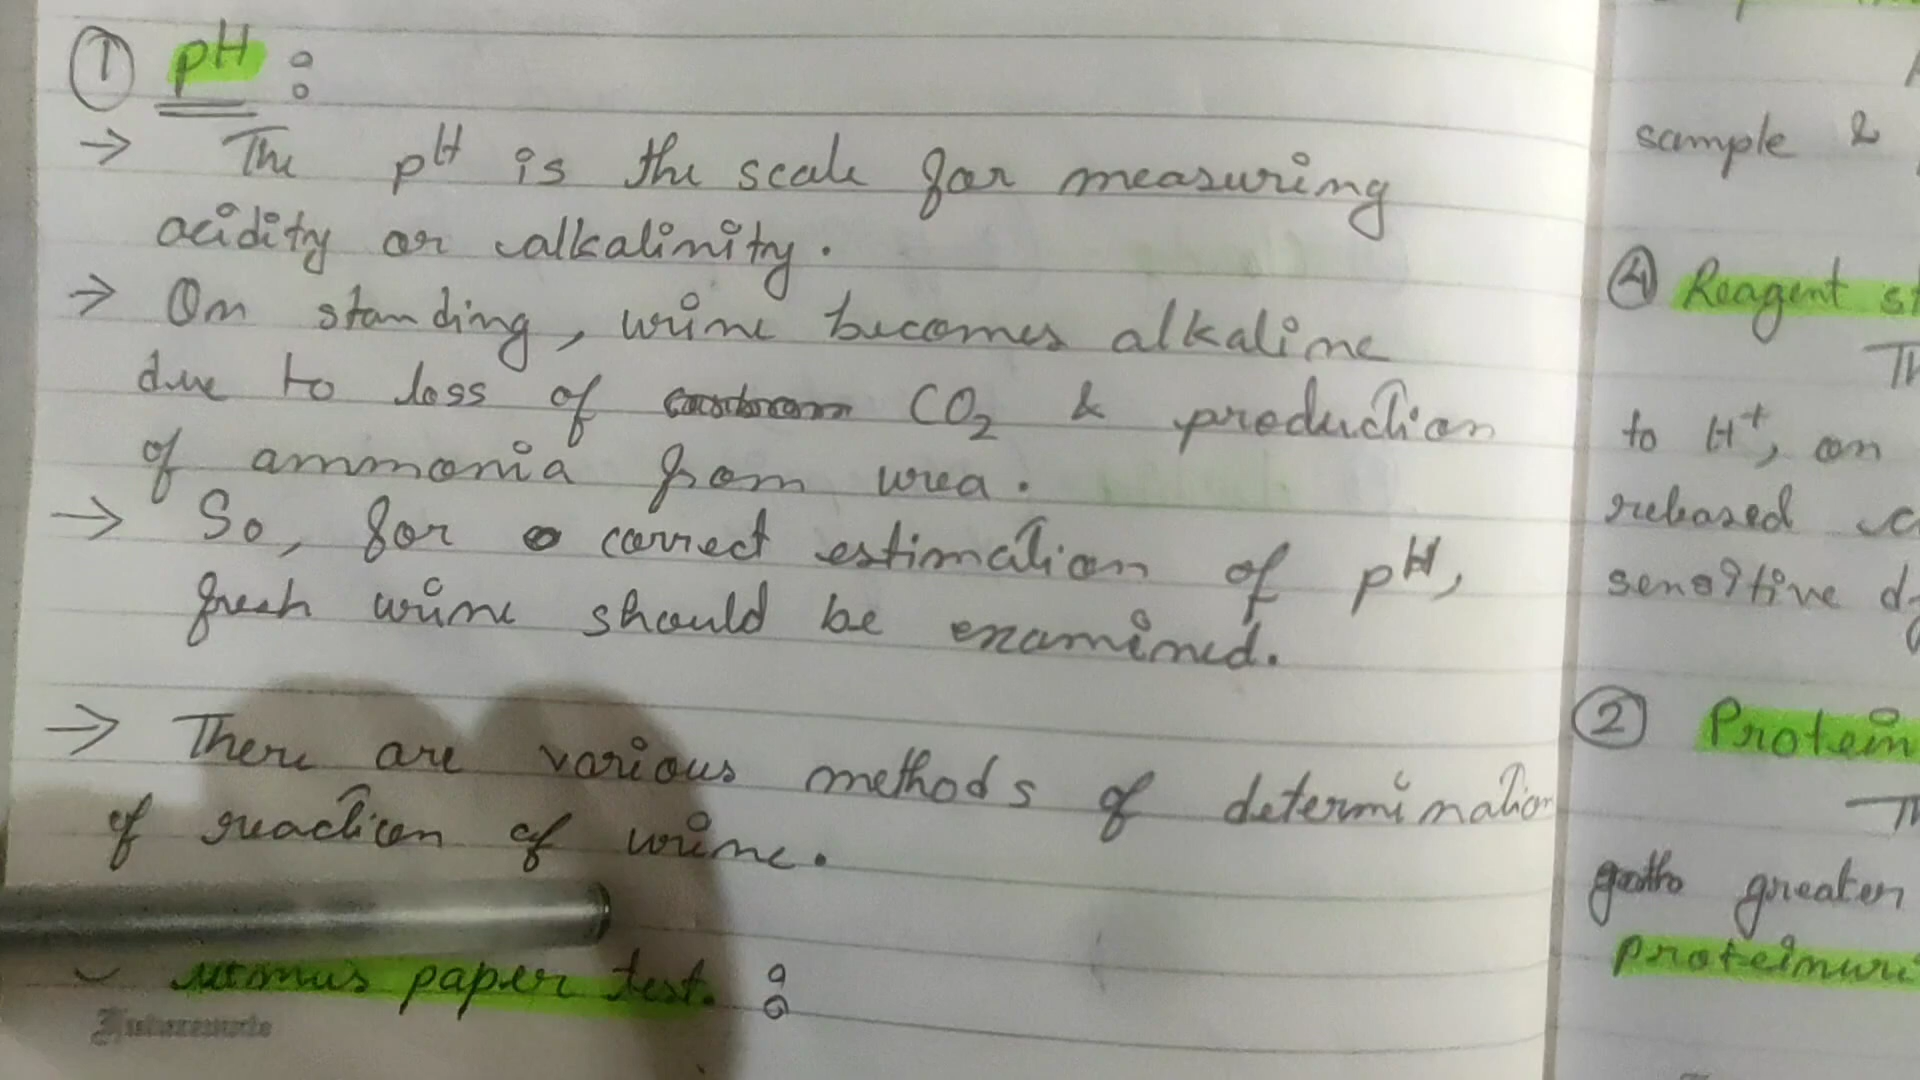 ① pH :
→ The pH is the scale for measuring
acidity or alkalinity.
→ On standing, urine becomes alkaline
due to loss of CO₂ & production
of ammonia from urea.
→ So, for correct estimation of pH,
fresh urine should be examined.
→ There are various methods of determination
of reaction of urine.
paper test. :
sample &
④ Reagent st
Th
to H⁺, on
released
sensitive
② Protein
Th
greater
Proteinuri